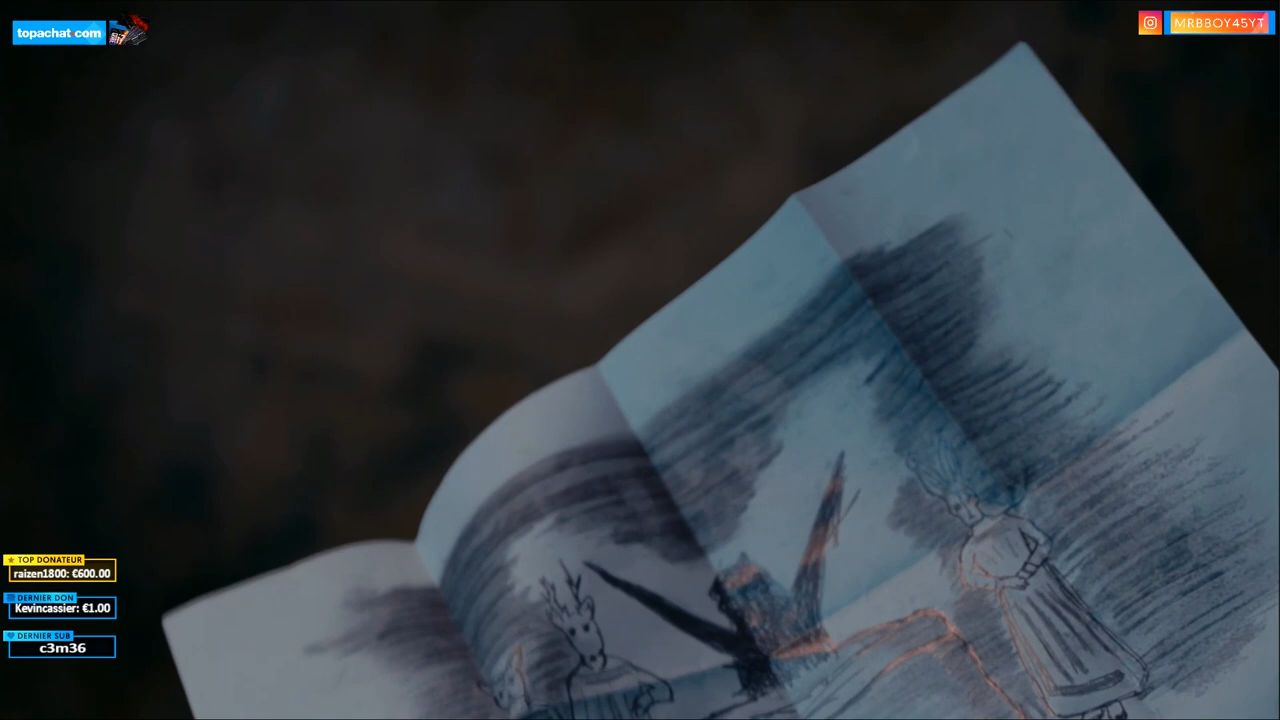 topachat.com
MRBBOY45YT
TOP DONATEUR
raizen1800: €600.00
DERNIER DON
Kevincassier: €1.00
DERNIER SUB
c3m36